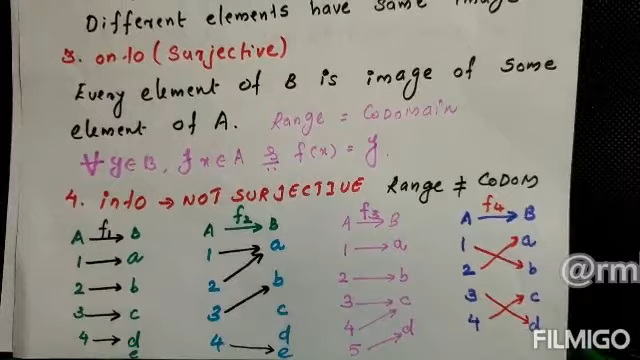 Different elements have same image
3. onto (Surjective)
Every element of B is image of some
element of A. Range = Codomain
∀ y∈B, ∃ x∈A s.t. f(x) = y.
4. into → NOT SURJECTIVE Range ≠ CODOM
A f₁→ B A f₂→ B A f₃→ B A f₄→ B
1 → a 1 → a 1 → a 1 a
2 → b 2 b 2 → b 2 b
3 → c 3 c 3 → c 3 c
4 → d 4 d 4 d 4 d
e e 5
@rm
FILMIGO